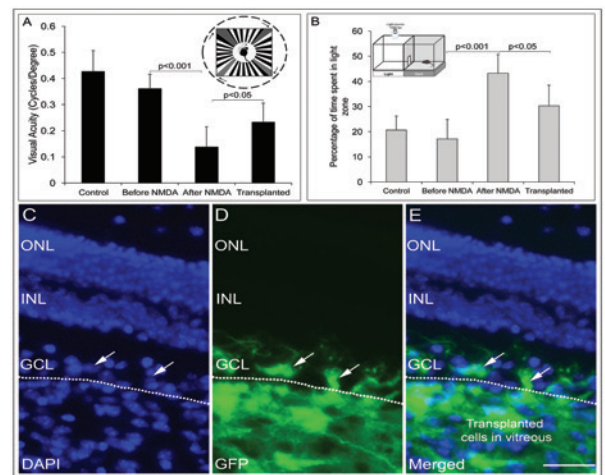 A
Visual Acuity (Cycles/Degree)
0.6
0.5
0.4
0.3
0.2
0.1
0
p<0.001
p<0.05
Control
Before NMDA
After NMDA
Transplanted
B
Percentage of time spent in light
zone
60
50
40
30
20
10
0
p<0.001
p<0.05
Light
Control
Before NMDA
After NMDA
Transplanted
C
ONL
INL
GCL
DAPI
D
ONL
INL
GCL
GFP
E
ONL
INL
GCL
Transplanted
cells in vitreous
Merged